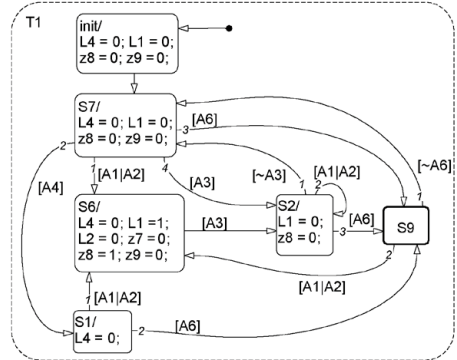 T1
init/
L4 = 0; L1 = 0;
z8 = 0; z9 = 0;
S7/
L4 = 0; L1 = 0;
z8 = 0; z9 = 0;
3
[A6]
2
1
[A1|A2]
4
[A4]
[A3]
[~A3]
1
2
[A1|A2]
[~A6]
1
S6/
L4 = 0; L1 =1;
L2 = 0; z7 = 0;
z8 = 1; z9 = 0;
[A3]
S2/
L1 = 0;
z8 = 0;
3
[A6]
S9
2
[A1|A2]
1
[A1|A2]
S1/
L4 = 0;
2
[A6]